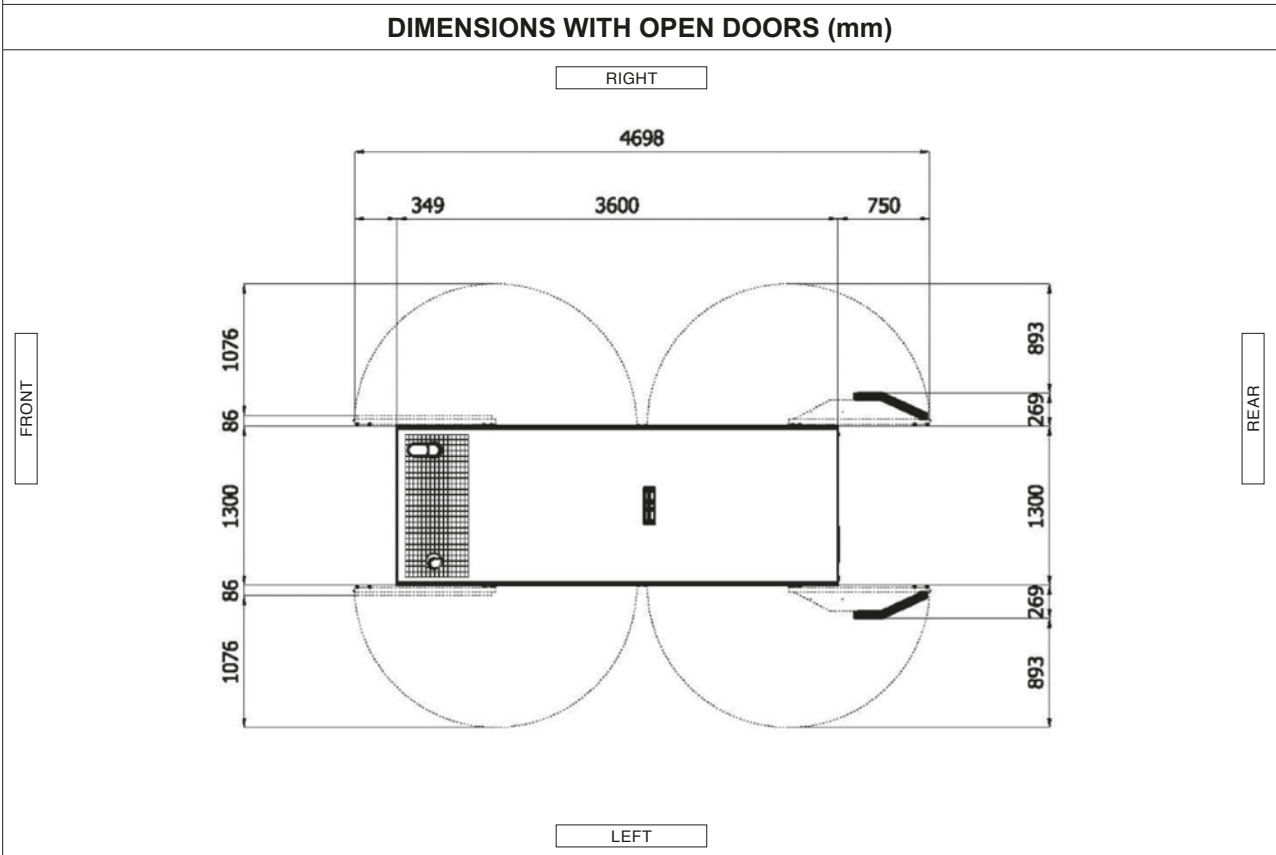 DIMENSIONS WITH OPEN DOORS (mm)
RIGHT
4698
349 3600 750
1076
893
FRONT
REAR
86
269
1300
1300
86
269
1076
893
LEFT